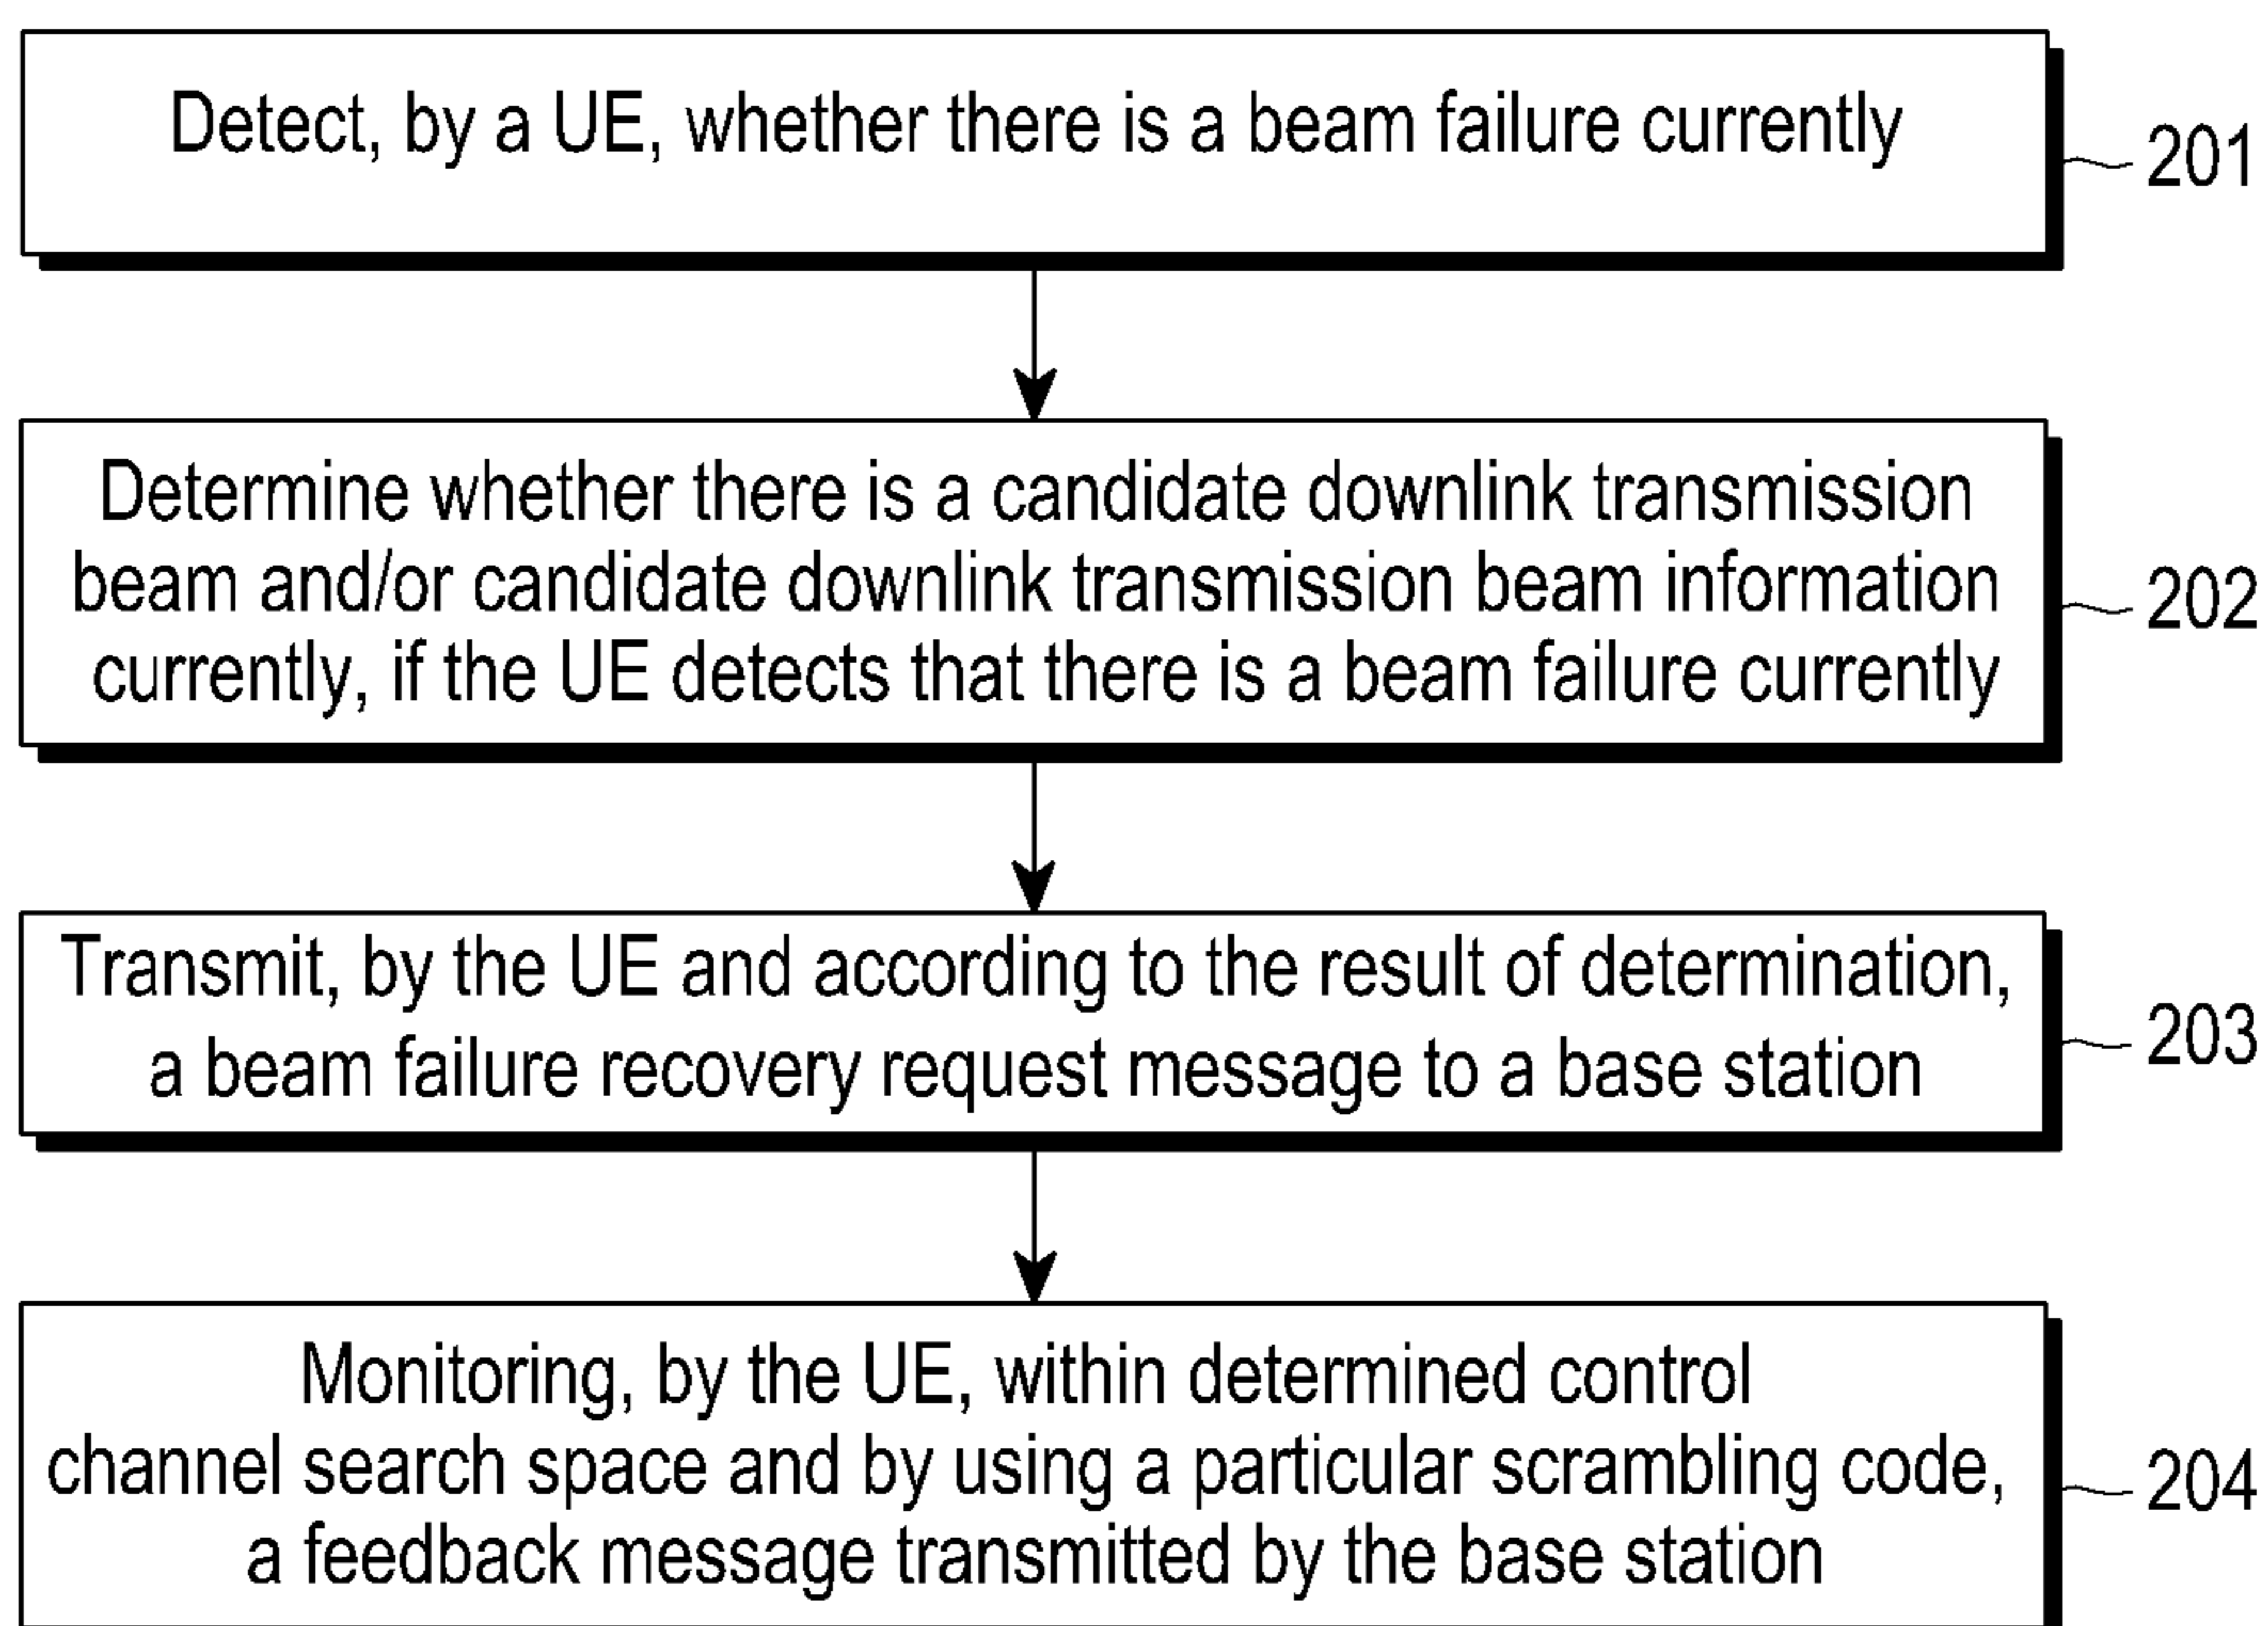 Detect, by a UE, whether there is a beam failure currently
201
Determine whether there is a candidate downlink transmission
beam and/or candidate downlink transmission beam information
currently, if the UE detects that there is a beam failure currently
202
Transmit, by the UE and according to the result of determination,
a beam failure recovery request message to a base station
203
Monitoring, by the UE, within determined control
channel search space and by using a particular scrambling code,
a feedback message transmitted by the base station
204